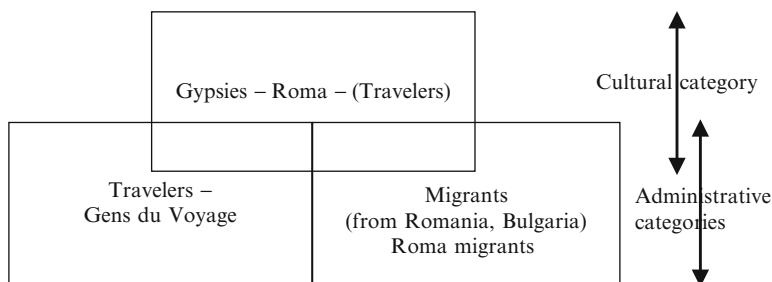 Gypsies – Roma – (Travelers)
Cultural category
Travelers –
Gens du Voyage
Migrants
(from Romania, Bulgaria)
Roma migrants
Administrative
categories